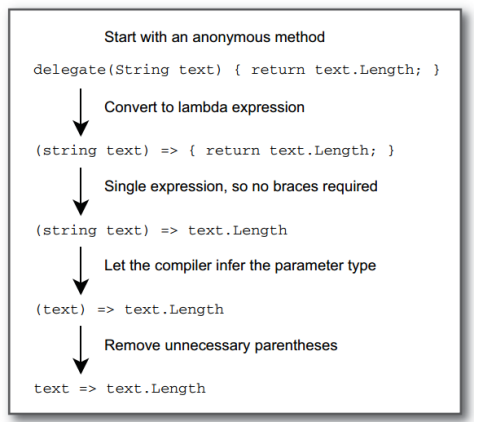 Start with an anonymous method
delegate(String text) { return text.Length; }
Convert to lambda expression
(string text) => { return text.Length; }
Single expression, so no braces required
(string text) => text.Length
Let the compiler infer the parameter type
(text) => text.Length
Remove unnecessary parentheses
text => text.Length